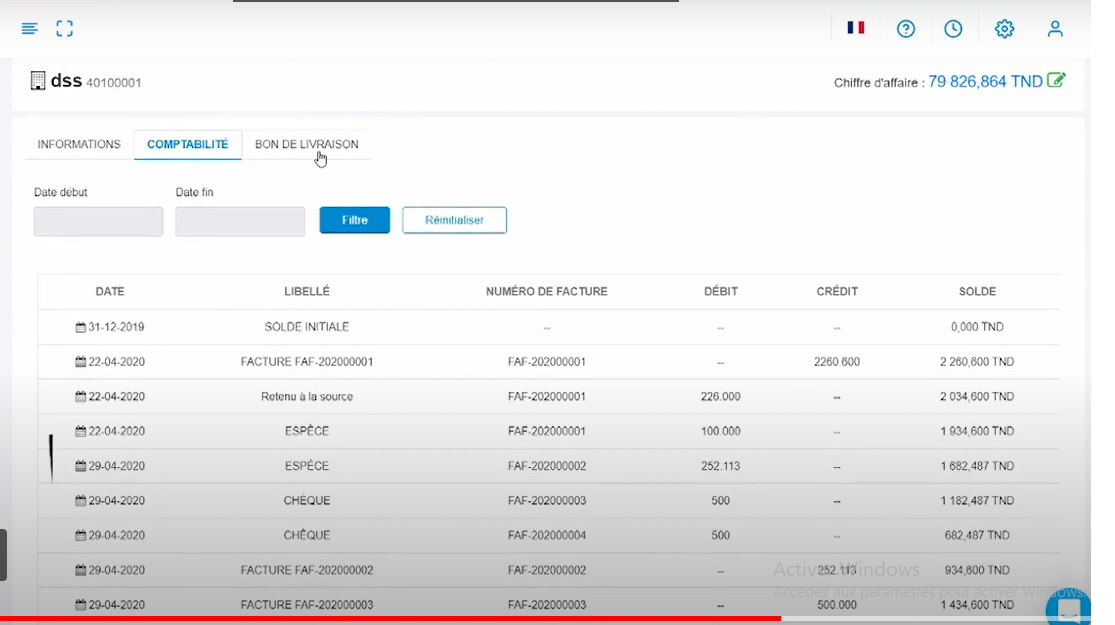 dss 40100001
Chiffre d'affaire : 79 826,864 TND
INFORMATIONS COMPTABILITÉ BON DE LIVRAISON
Date début Date fin
Filtre Réinitialiser
DATE LIBELLÉ NUMÉRO DE FACTURE DÉBIT CRÉDIT SOLDE
31-12-2019 SOLDE INITIALE -- -- -- 0,000 TND
22-04-2020 FACTURE FAF-202000001 FAF-202000001 -- 2260.600 2 260,600 TND
22-04-2020 Retenu à la source FAF-202000001 226.000 -- 2 034,600 TND
22-04-2020 ESPÈCE FAF-202000001 100.000 -- 1 934,600 TND
29-04-2020 ESPÈCE FAF-202000002 252.113 -- 1 682,487 TND
29-04-2020 CHÈQUE FAF-202000003 500 -- 1 182,487 TND
29-04-2020 CHÈQUE FAF-202000004 500 -- 682,487 TND
29-04-2020 FACTURE FAF-202000002 FAF-202000002 -- 252.113 934,600 TND
29-04-2020 FACTURE FAF-202000003 FAF-202000003 -- 500.000 1 434,600 TND
Activer Windows
Accédez aux paramètres pour activer Windows.